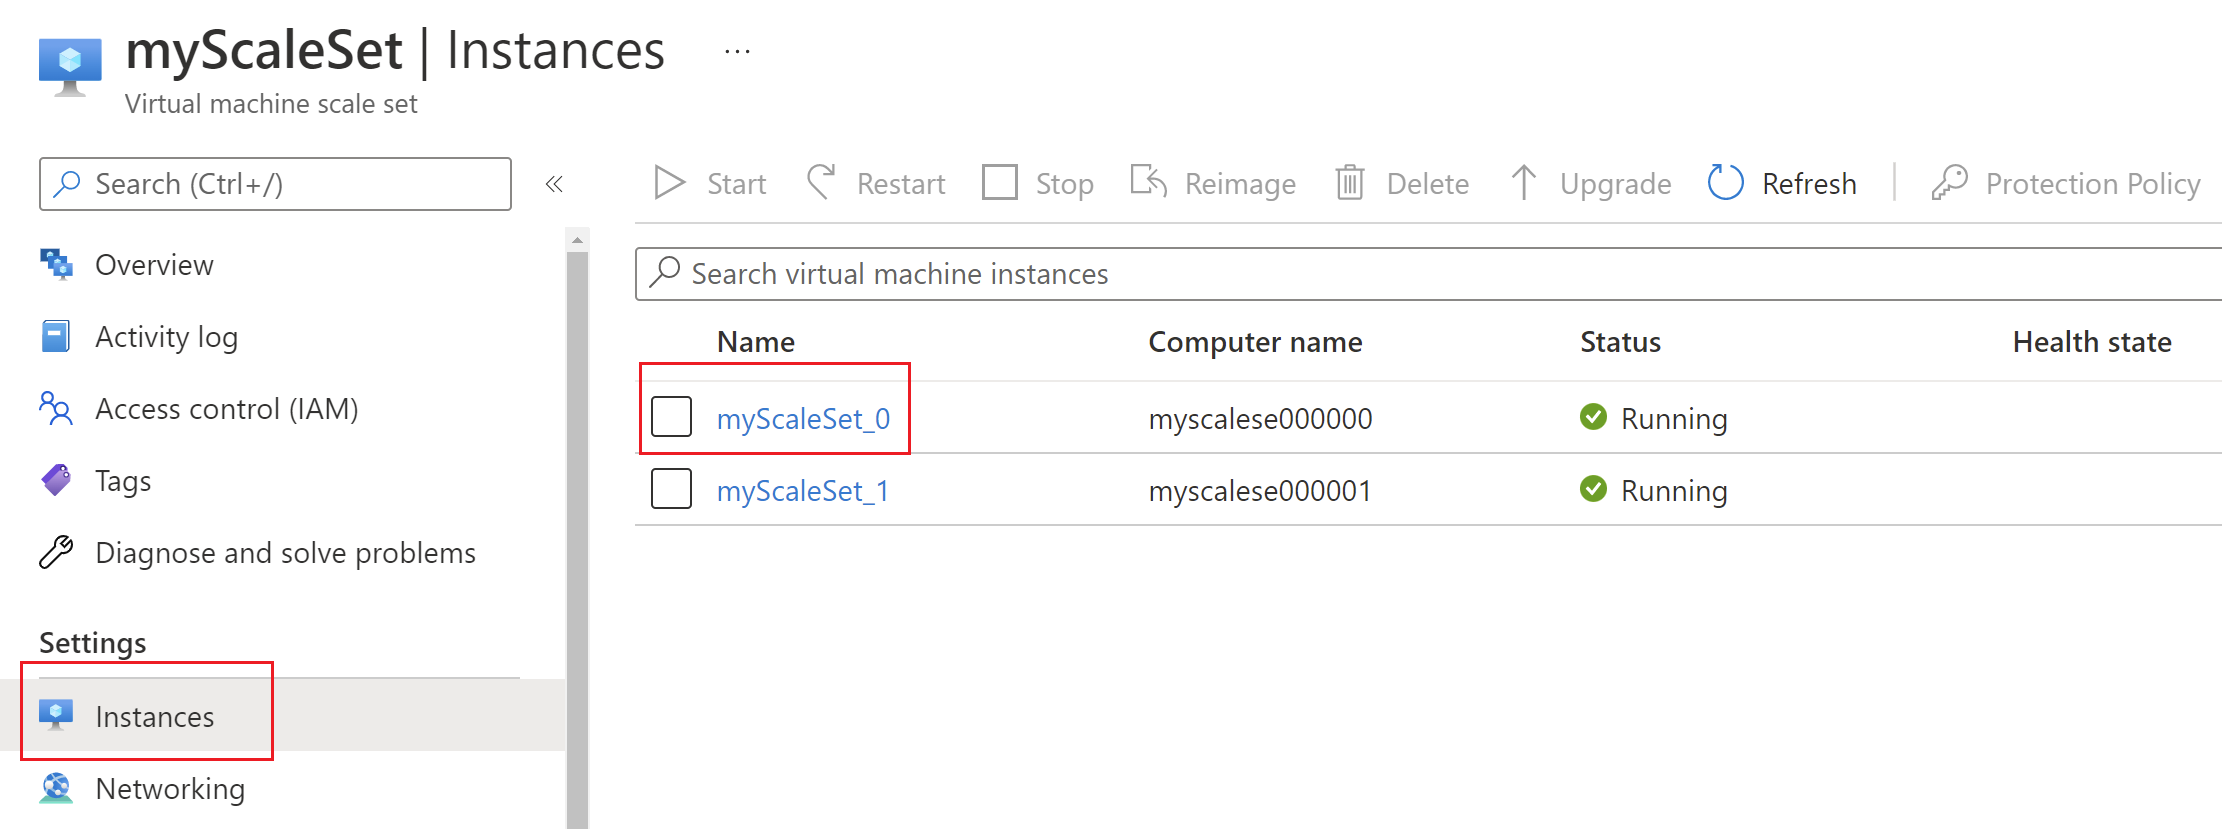 myScaleSet | Instances ...
Virtual machine scale set
Search (Ctrl+/)
Overview
Activity log
Access control (IAM)
Tags
Diagnose and solve problems
Settings
Instances
Networking
Start Restart Stop Reimage Delete Upgrade Refresh Protection Policy
Search virtual machine instances
Name Computer name Status Health state
myScaleSet_0 myscalese000000 Running
myScaleSet_1 myscalese000001 Running